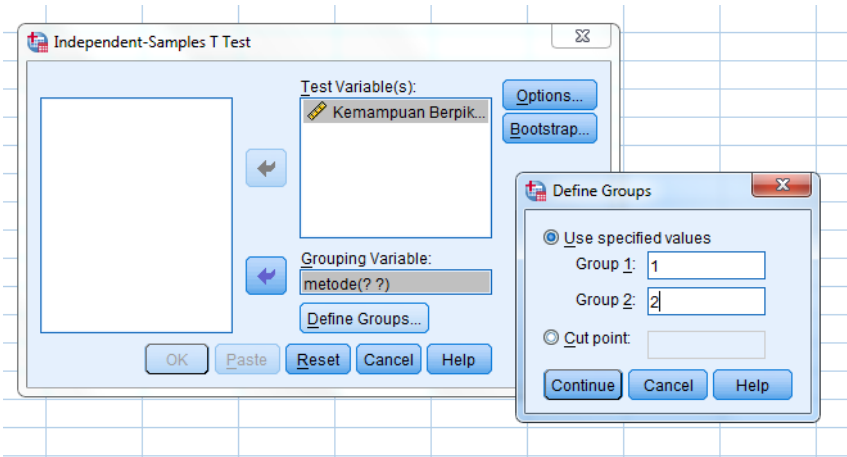 Independent-Samples T Test
Test Variable(s):
Kemampuan Berpik...
Options...
Bootstrap...
Grouping Variable:
metode(? ?)
Define Groups...
OK Paste Reset Cancel Help
Define Groups
Use specified values
Group 1: 1
Group 2: 2
Cut point:
Continue Cancel Help